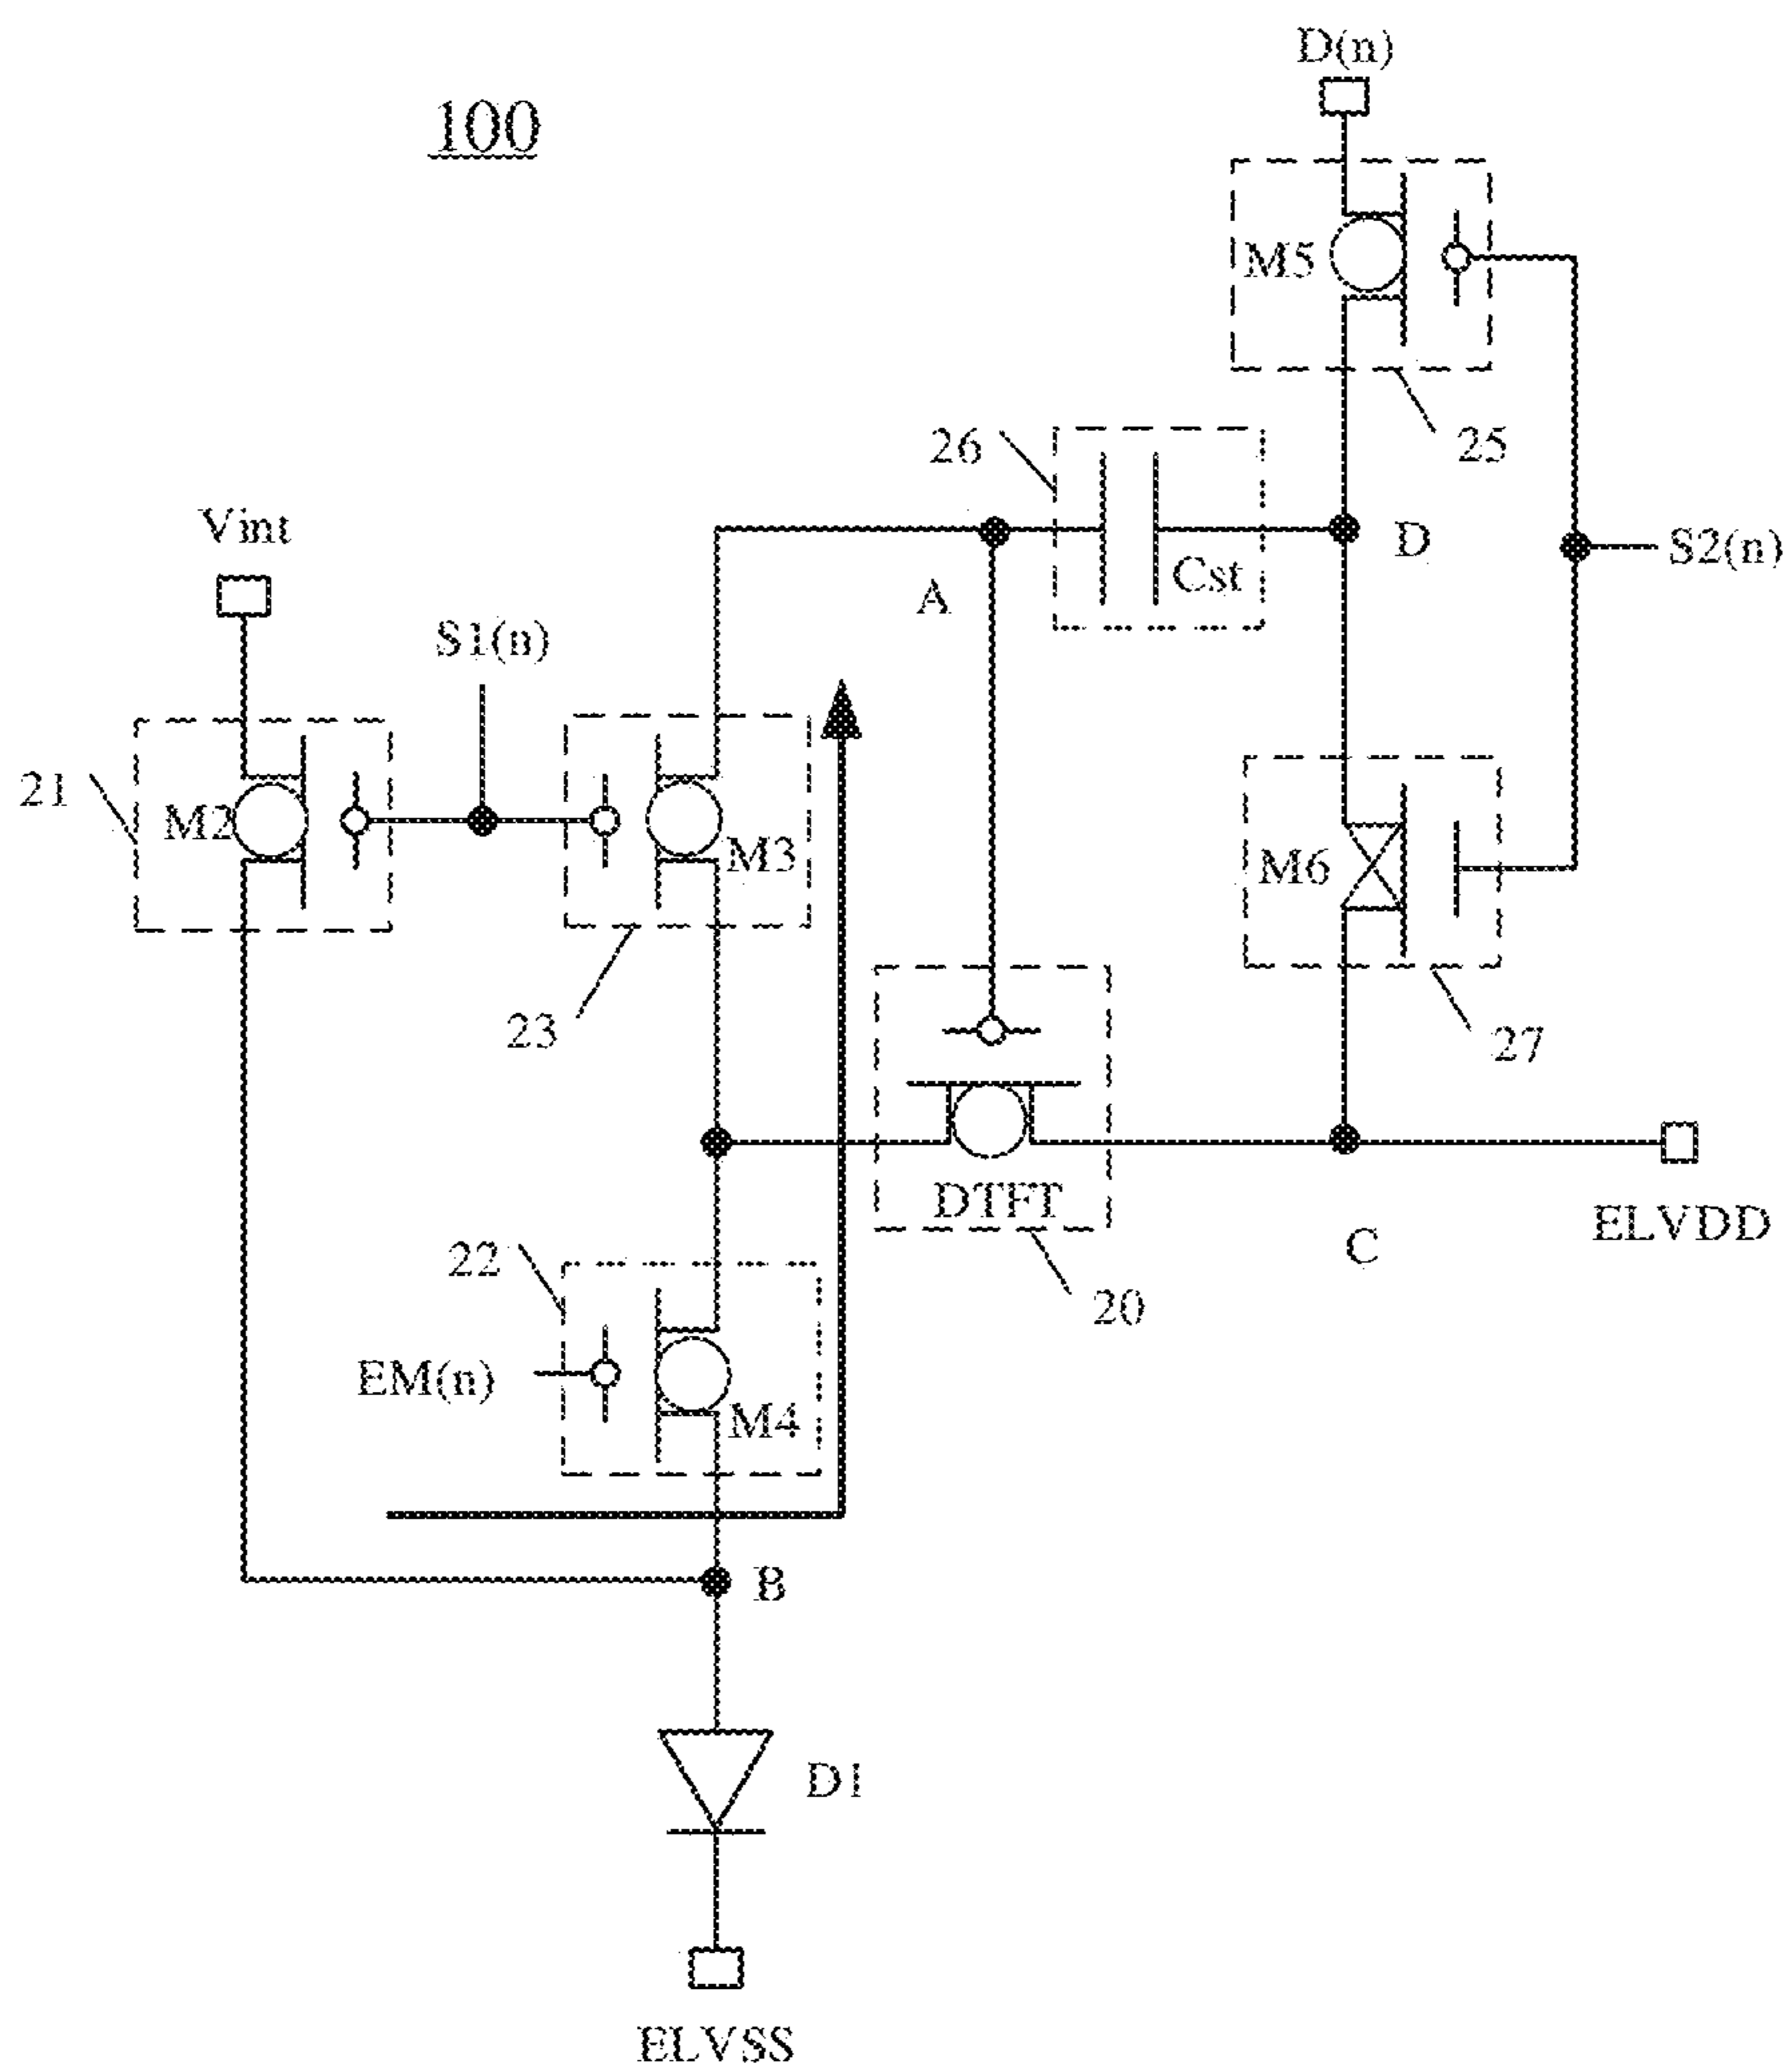 D(n)
100
M5
26
25
Vint
D
S2(n)
Cst
A
S1(n)
21
M2
M3
M6
23
27
DTFT
ELVDD
C
22
20
EM(n)
M4
B
D1
ELVSS